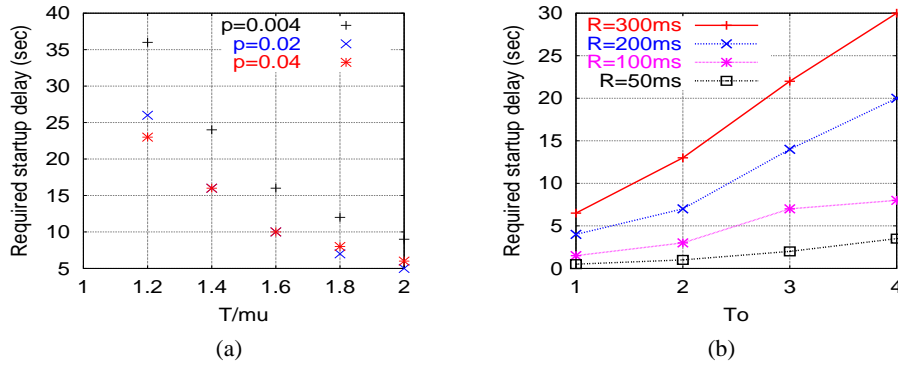 Required startup delay (sec)
40
35
30
25
20
15
10
5
p=0.004
p=0.02
p=0.04
1
1.2
1.4
1.6
1.8
2
T/mu
(a)
Required startup delay (sec)
30
25
20
15
10
5
0
R=300ms
R=200ms
R=100ms
R=50ms
1
2
3
4
To
(b)